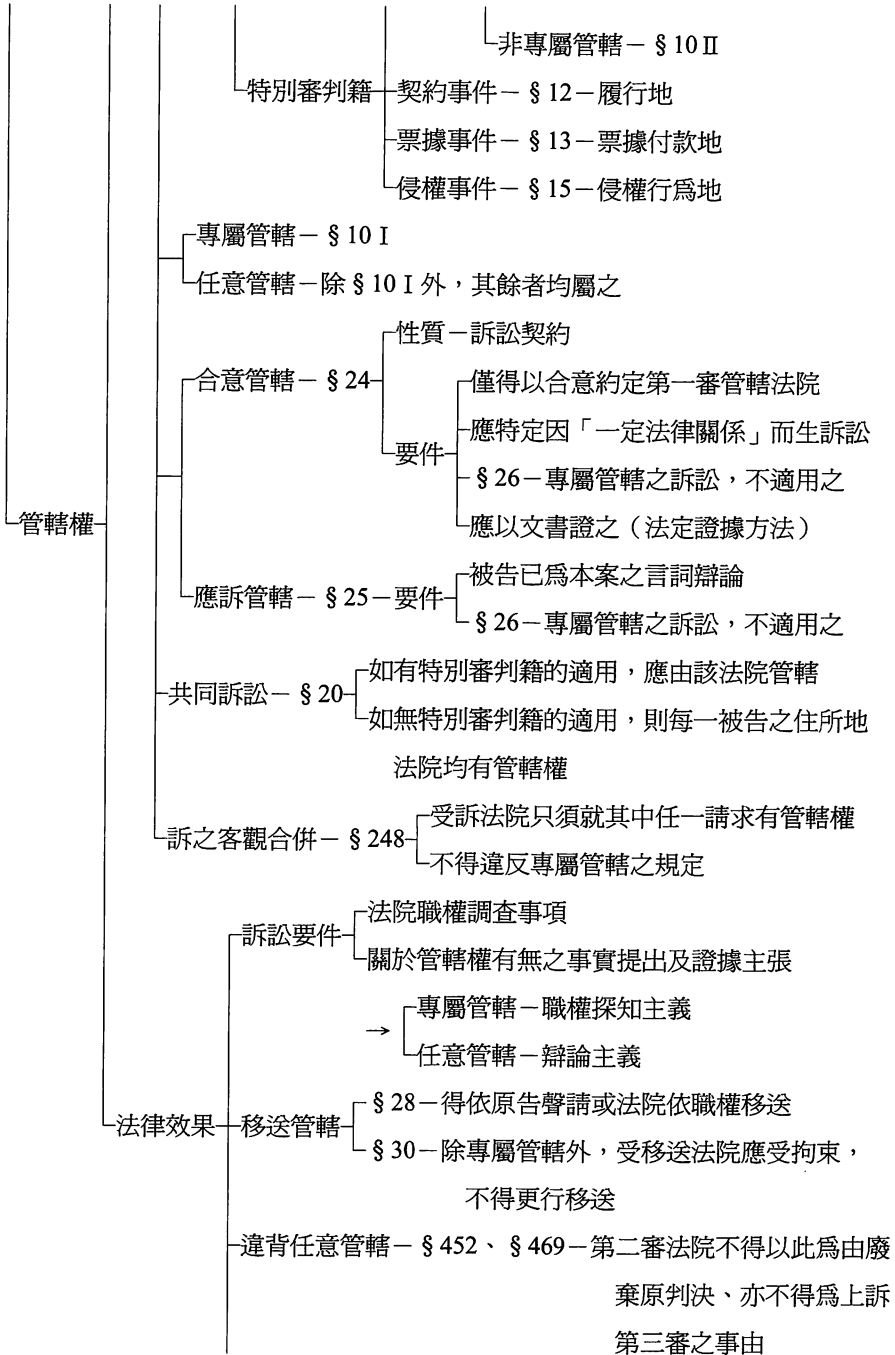 非專屬管轄－§10Ⅱ
特別審判籍
契約事件－§12－履行地
票據事件－§13－票據付款地
侵權事件－§15－侵權行爲地
專屬管轄－§10Ⅰ
任意管轄－除§10Ⅰ外，其餘者均屬之
性質－訴訟契約
合意管轄－§24
僅得以合意約定第一審管轄法院
應特定因「一定法律關係」而生訴訟
要件
§26－專屬管轄之訴訟，不適用之
管轄權
應以文書證之（法定證據方法）
被告已爲本案之言詞辯論
應訴管轄－§25－要件
§26－專屬管轄之訴訟，不適用之
如有特別審判籍的適用，應由該法院管轄
共同訴訟－§20
如無特別審判籍的適用，則每一被告之住所地
法院均有管轄權
受訴法院只須就其中任一請求有管轄權
訴之客觀合併－§248
不得違反專屬管轄之規定
法院職權調查事項
訴訟要件
關於管轄權有無之事實提出及證據主張
→
專屬管轄－職權探知主義
任意管轄－辯論主義
§28－得依原告聲請或法院依職權移送
法律效果
移送管轄
§30－除專屬管轄外，受移送法院應受拘束，
不得更行移送
違背任意管轄－§452、§469－第二審法院不得以此爲由廢
棄原判決、亦不得爲上訴
第三審之事由